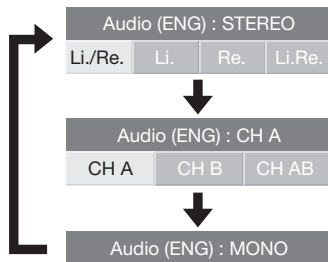 Audio (ENG) : STEREO
Li./Re. Li. Re. Li.Re.
Audio (ENG) : CH A
CH A CH B CH AB
Audio (ENG) : MONO